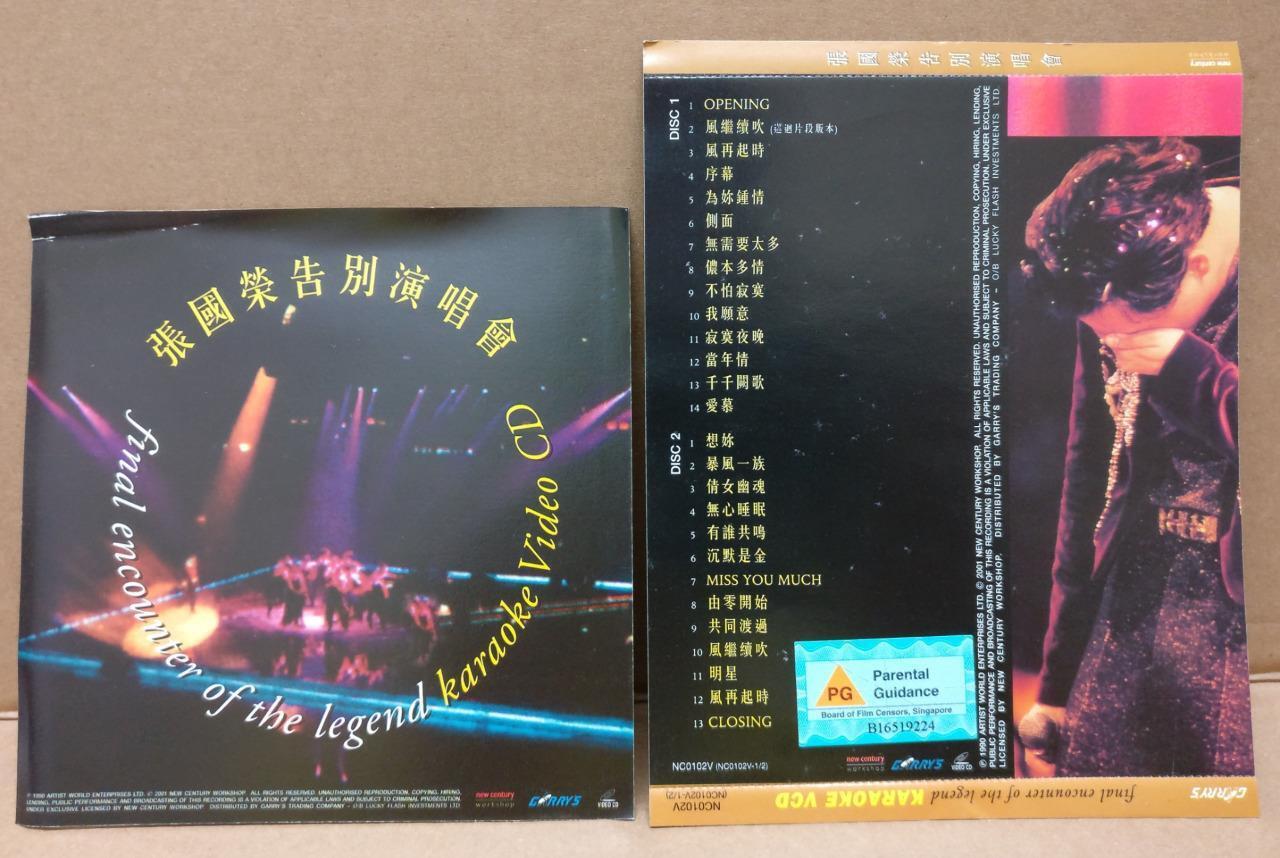 張國榮告別演唱會
final encounter of the legend karaoke Video CD
℗ 1990 ARTIST WORLD ENTERPRISES LTD. © 2001 NEW CENTURY WORKSHOP. ALL RIGHTS RESERVED. UNAUTHORISED REPRODUCTION, COPYING, HIRING,
LENDING, PUBLIC PERFORMANCE AND BROADCASTING OF THIS RECORDING IS A VIOLATION OF APPLICABLE LAWS AND SUBJECT TO CRIMINAL PROSECUTION.
UNDER EXCLUSIVE LICENSED BY NEW CENTURY WORKSHOP. DISTRIBUTED BY GARRY'S TRADING COMPANY – O/B LUCKY FLASH INVESTMENTS LTD
new century
workshop
GARRY'S
VIDEO CD
張國榮告別演唱會
new century
DISC 1
1 OPENING
2 風繼續吹 (巡迴片段版本)
3 風再起時
4 序幕
5 為妳鍾情
6 側面
7 無需要太多
8 儂本多情
9 不怕寂寞
10 我願意
11 寂寞夜晚
12 當年情
13 千千闕歌
14 愛慕
DISC 2
1 想妳
2 暴風一族
3 倩女幽魂
4 無心睡眠
5 有誰共鳴
6 沉默是金
7 MISS YOU MUCH
8 由零開始
9 共同渡過
10 風繼續吹
11 明星
12 風再起時
13 CLOSING
PG
Parental
Guidance
Board of Film Censors, Singapore
B16519224
NC0102V (NC0102V-1/2)
new century
workshop
GARRY'S
VIDEO CD
℗ 1990 ARTIST WORLD ENTERPRISES LTD. © 2001 NEW CENTURY WORKSHOP. ALL RIGHTS RESERVED. UNAUTHORISED REPRODUCTION, COPYING, HIRING, LENDING,
PUBLIC PERFORMANCE AND BROADCASTING OF THIS RECORDING IS A VIOLATION OF APPLICABLE LAWS AND SUBJECT TO CRIMINAL PROSECUTION. UNDER EXCLUSIVE
LICENSED BY NEW CENTURY WORKSHOP. DISTRIBUTED BY GARRY'S TRADING COMPANY – O/B LUCKY FLASH INVESTMENTS LTD.
GARRY'S
final encounter of the legend KARAOKE VCD
NC0102V
(NC0102V-1/2)